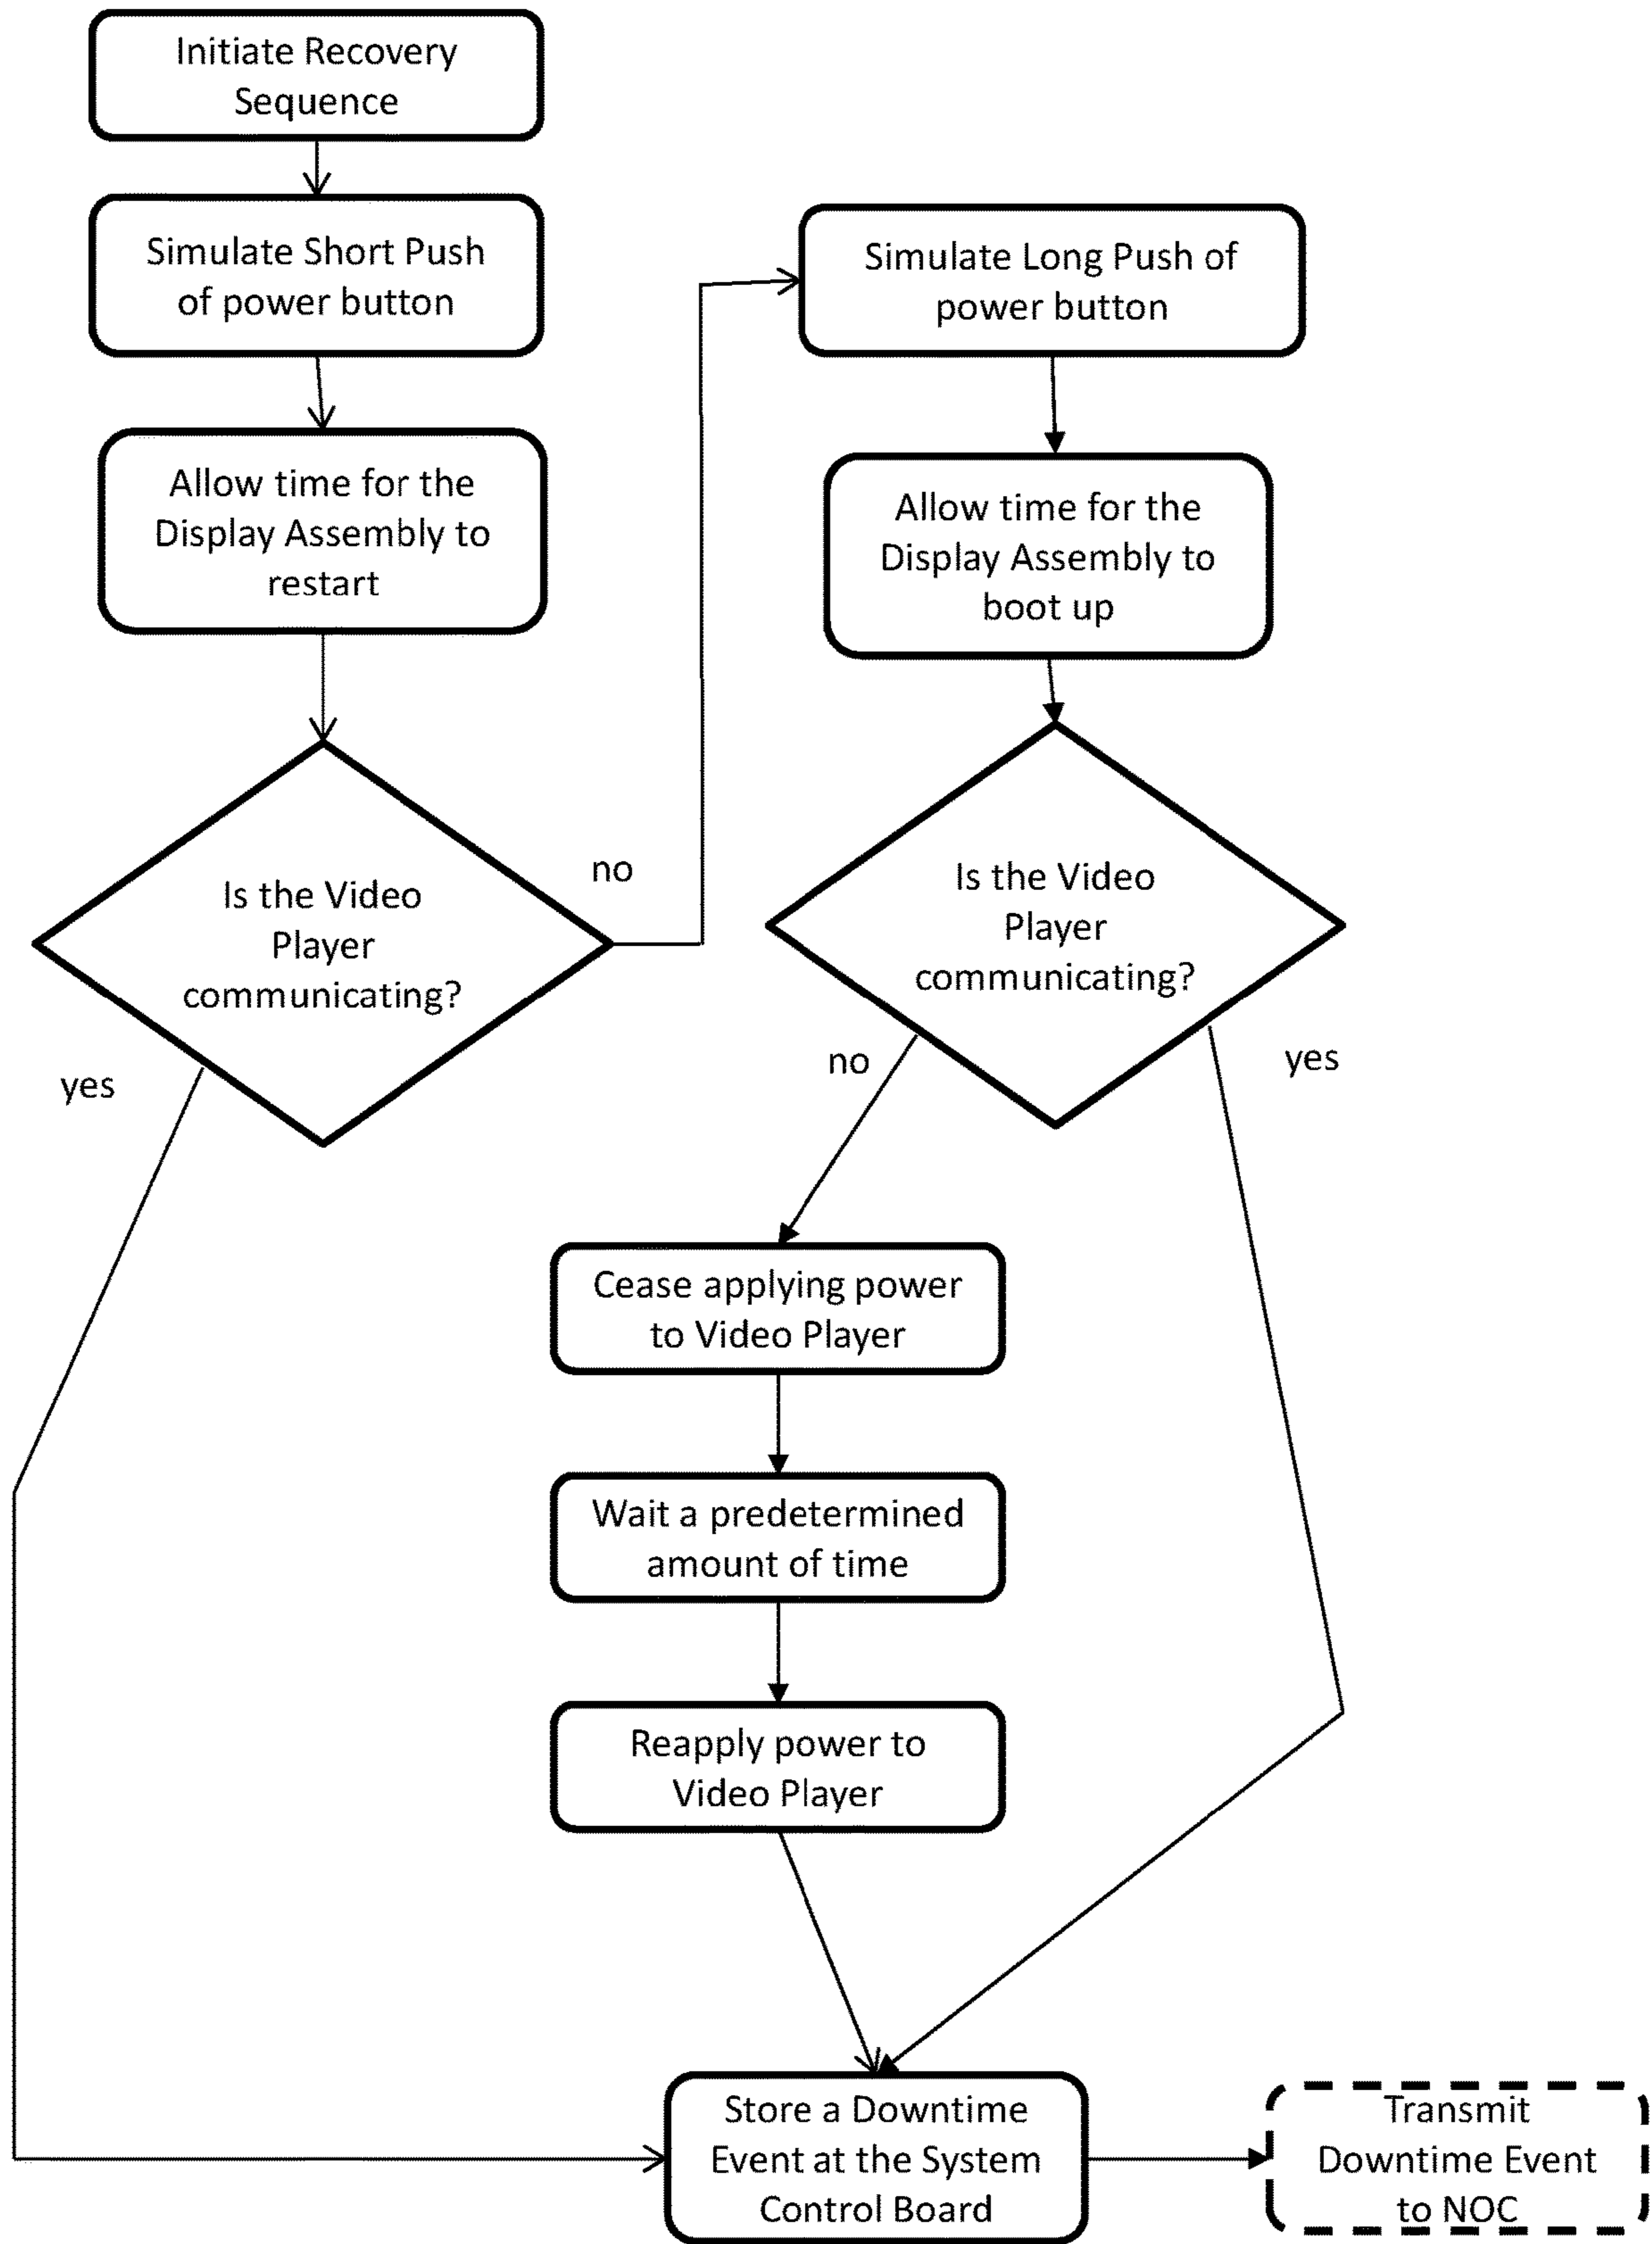 Initiate Recovery
Sequence
Simulate Short Push
of power button
Allow time for the
Display Assembly to
restart
Is the Video
Player
communicating?
no
yes
Simulate Long Push of
power button
Allow time for the
Display Assembly to
boot up
Is the Video
Player
communicating?
no
yes
Cease applying power
to Video Player
Wait a predetermined
amount of time
Reapply power to
Video Player
Store a Downtime
Event at the System
Control Board
Transmit
Downtime Event
to NOC